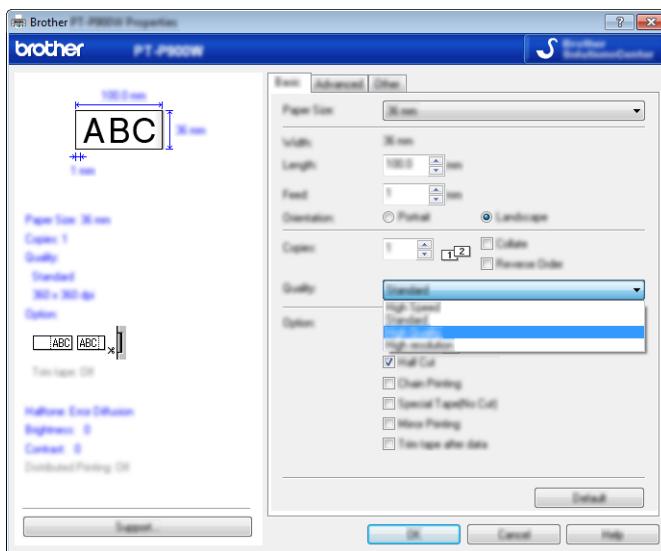 Brother PT-P900W Properties
brother PT-P900W
Brother
SolutionsCenter
Basic Advanced Other
100.0 mm
ABC
36 mm
1 mm
Paper Size: 36 mm
Copies: 1
Quality:
Standard
360 x 360 dpi
Option:
ABC ABC
Trim tape: Off
Halftone: Error Diffusion
Brightness: 0
Contrast: 0
Distributed Printing: Off
Support...
Paper Size: 36 mm
Width: 36 mm
Length: 100.0 mm
Feed: 1 mm
Orientation: Portrait Landscape
Copies: 1 1 2 Collate
Reverse Order
Quality: Standard
High Speed
Standard
High Quality
High resolution
Option:
Half Cut
Chain Printing
Special Tape(No Cut)
Mirror Printing
Trim tape after data
Default
OK Cancel Help